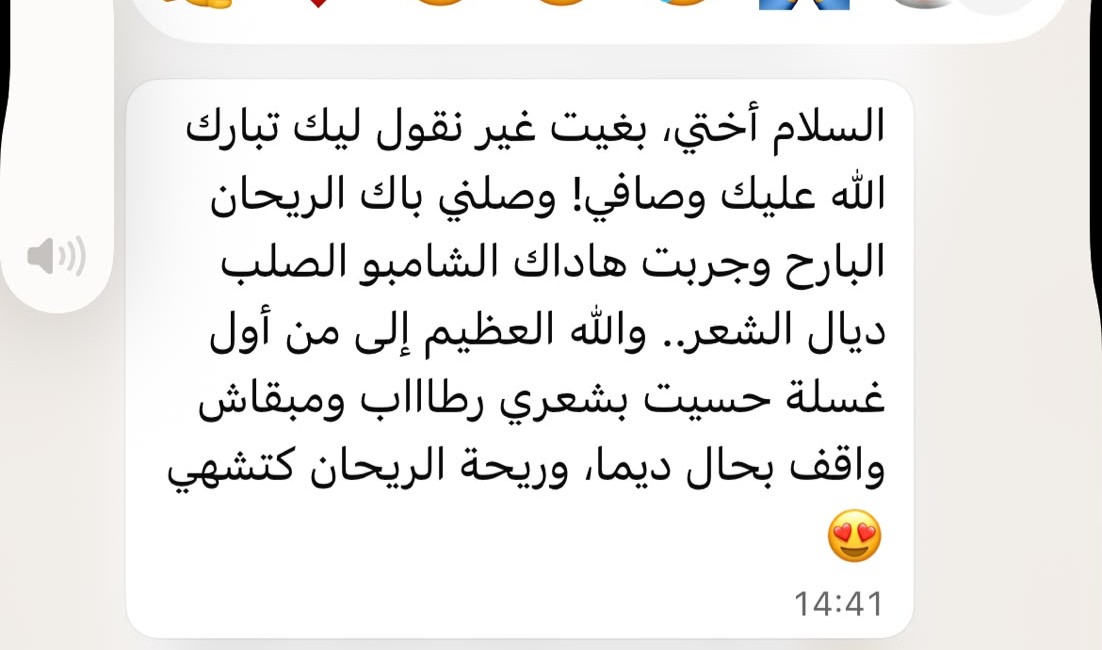 السلام أختي، بغيت غير نقول ليك تبارك
الله عليك وصافي! وصلني باك الريحان
البارح وجربت هاداك الشامبو الصلب
ديال الشعر.. والله العظيم إلى من أول
غسلة حسيت بشعري رطاااب ومبقاش
واقف بحال ديما، وريحة الريحان كتشهي
😍
14:41